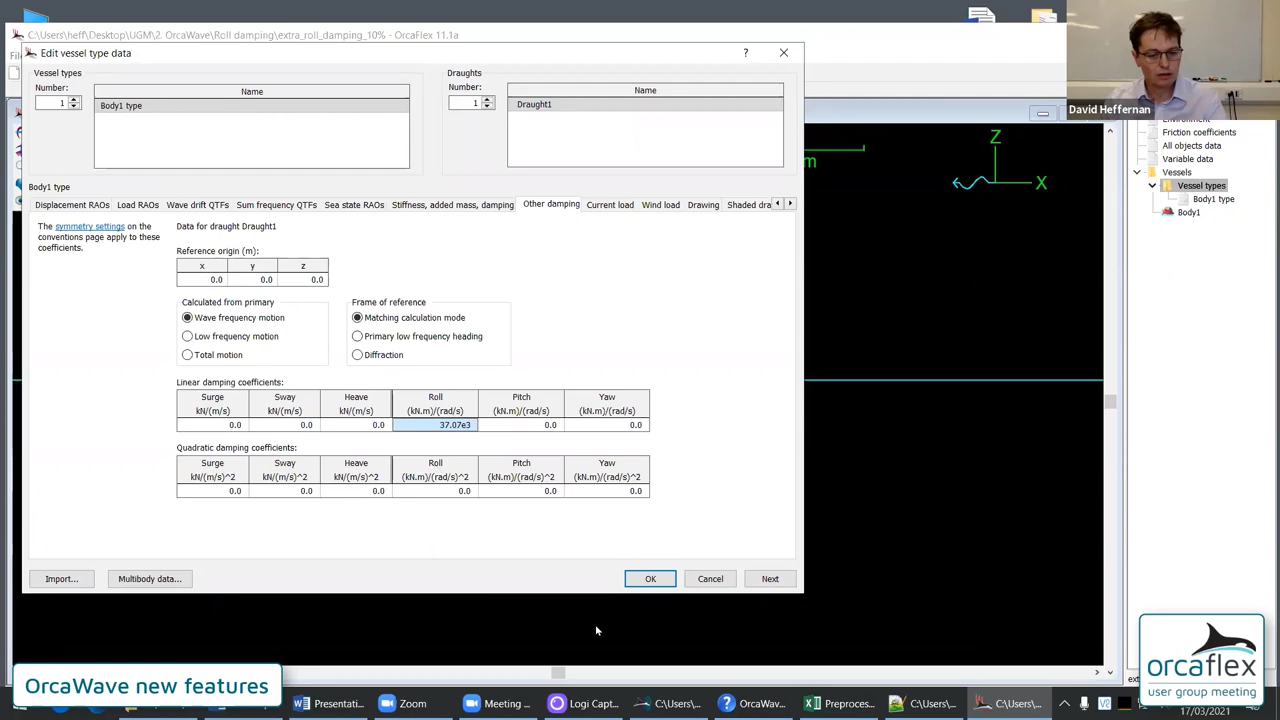 C:\Users\heff\Desktop\UGM\2. OrcaWave\Roll damping\extra_roll_damping_10% - OrcaFlex 11.1a
Edit vessel type data
?
David Heffernan
Vessel types
Number:
1
Name
Body1 type
Draughts
Number:
1
Name
Draught1
Body1 type
Displacement RAOs Load RAOs Wave drift QTFs Sum frequency QTFs Sea state RAOs Stiffness, added mass, damping Other damping Current load Wind load Drawing Shaded dra
The symmetry settings on the
conventions page apply to these
coefficients.
Data for draught Draught1
Reference origin (m):
x y z
0.0 0.0 0.0
Calculated from primary
Wave frequency motion
Low frequency motion
Total motion
Frame of reference
Matching calculation mode
Primary low frequency heading
Diffraction
Linear damping coefficients:
Surge Sway Heave Roll Pitch Yaw
kN/(m/s) kN/(m/s) kN/(m/s) (kN.m)/(rad/s) (kN.m)/(rad/s) (kN.m)/(rad/s)
0.0 0.0 0.0 37.07e3 0.0 0.0
Quadratic damping coefficients:
Surge Sway Heave Roll Pitch Yaw
kN/(m/s)^2 kN/(m/s)^2 kN/(m/s)^2 (kN.m)/(rad/s)^2 (kN.m)/(rad/s)^2 (kN.m)/(rad/s)^2
0.0 0.0 0.0 0.0 0.0 0.0
Import... Multibody data... OK Cancel Next
m
Z
X
Friction coefficients
All objects data
Variable data
Vessels
Vessel types
Body1 type
Body1
OrcaWave new features
orcaflex
user group meeting
Presentati... Zoom Meeting ... Logi Capt... C:\Users\... OrcaWav... Preproces... C:\Users\... C:\Users\...
17/03/2021